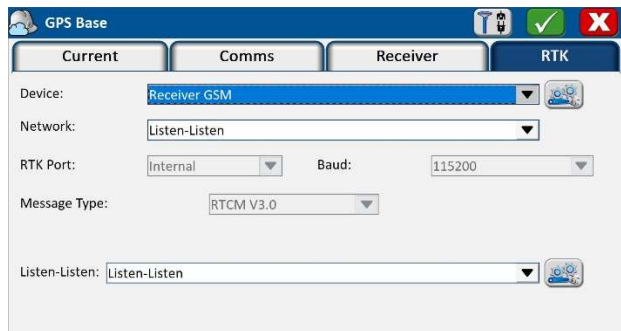 GPS Base
Current Comms Receiver RTK
Device: Receiver GSM
Network: Listen-Listen
RTK Port: Internal Baud: 115200
Message Type: RTCM V3.0
Listen-Listen: Listen-Listen